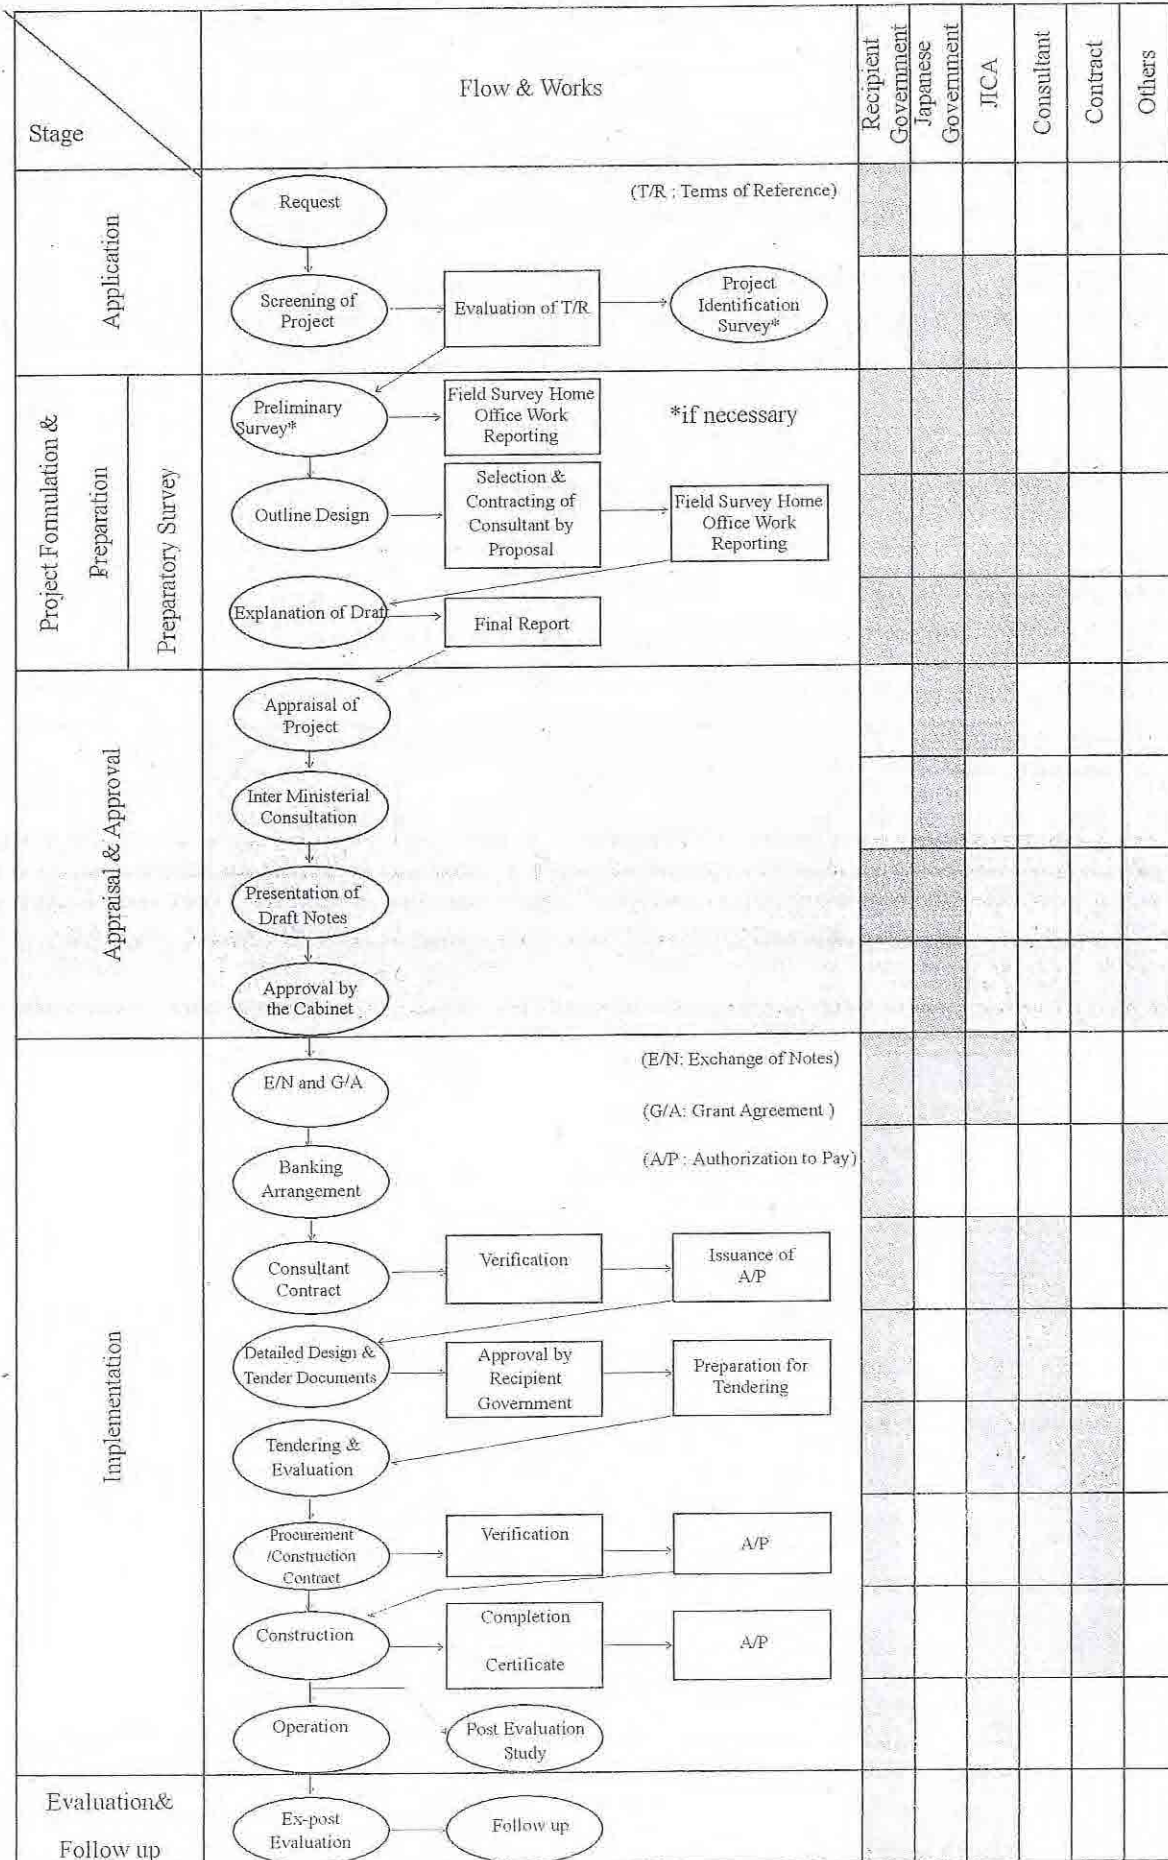 Stage
Flow & Works
Recipient
Government
Japanese
Government
JICA
Consultant
Contract
Others
Application
Request
(T/R ; Terms of Reference)
Screening of
Project
Evaluation of T/R
Project
Identification
Survey*
Project Formulation &
Preparation
Preparatory Survey
Preliminary
Survey*
Field Survey Home
Office Work
Reporting
*if necessary
Outline Design
Selection &
Contracting of
Consultant by
Proposal
Field Survey Home
Office Work
Reporting
Explanation of Draft
Final Report
Appraisal & Approval
Appraisal of
Project
Inter Ministerial
Consultation
Presentation of
Draft Notes
Approval by
the Cabinet
Implementation
E/N and G/A
(E/N: Exchange of Notes)
(G/A: Grant Agreement )
(A/P : Authorization to Pay)
Banking
Arrangement
Consultant
Contract
Verification
Issuance of
A/P
Detailed Design &
Tender Documents
Approval by
Recipient
Government
Preparation for
Tendering
Tendering &
Evaluation
Procurement
/Construction
Contract
Verification
A/P
Construction
Completion
Certificate
A/P
Operation
Post Evaluation
Study
Evaluation&
Follow up
Ex-post
Evaluation
Follow up